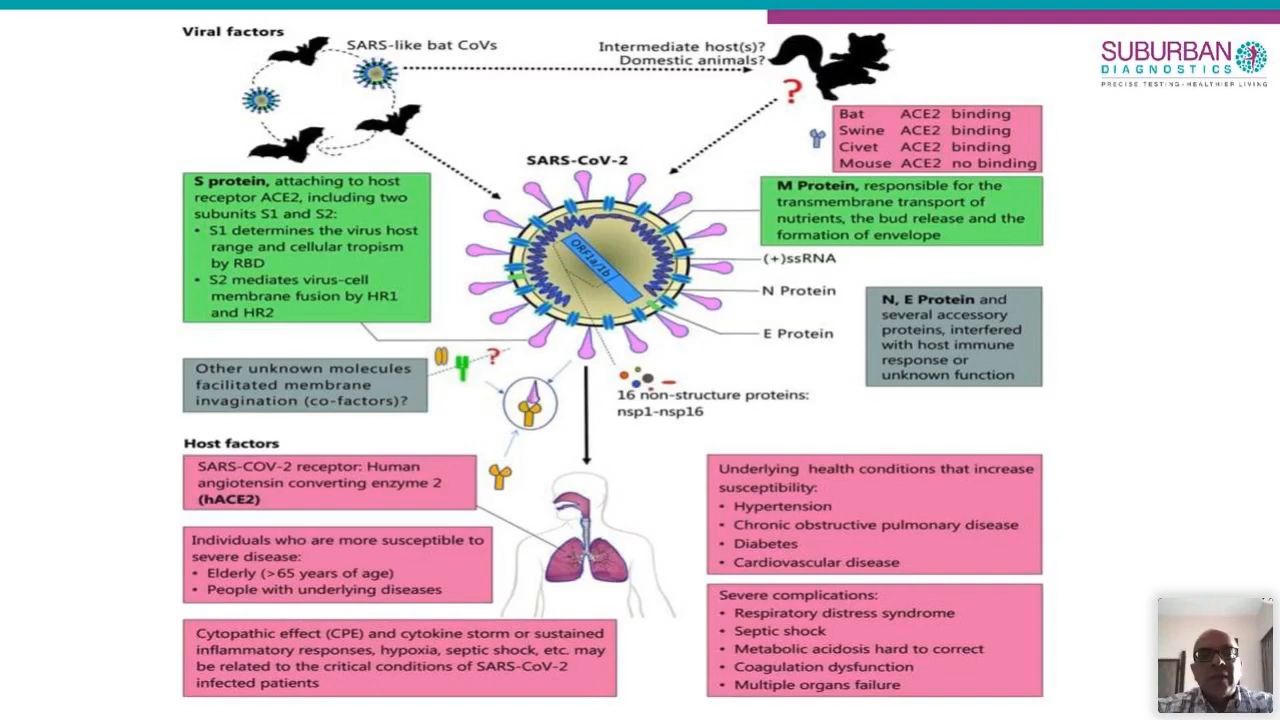 Viral factors
SARS-like bat CoVs
Intermediate host(s)?
Domestic animals?
?
SUBURBAN
DIAGNOSTICS
PRECISE TESTING - HEALTHIER LIVING
Bat ACE2 binding
Swine ACE2 binding
Civet ACE2 binding
Mouse ACE2 no binding
SARS-CoV-2
S protein, attaching to host
receptor ACE2, including two
subunits S1 and S2:
• S1 determines the virus host
range and cellular tropism
by RBD
• S2 mediates virus-cell
membrane fusion by HR1
and HR2
M Protein, responsible for the
transmembrane transport of
nutrients, the bud release and the
formation of envelope
ORF1a/1b
(+)ssRNA
N Protein
E Protein
N, E Protein and
several accessory
proteins, interfered
with host immune
response or
unknown function
?
Other unknown molecules
facilitated membrane
invagination (co-factors)?
16 non-structure proteins:
nsp1-nsp16
Host factors
SARS-COV-2 receptor: Human
angiotensin converting enzyme 2
(hACE2)
Individuals who are more susceptible to
severe disease:
• Elderly (>65 years of age)
• People with underlying diseases
Cytopathic effect (CPE) and cytokine storm or sustained
inflammatory responses, hypoxia, septic shock, etc. may
be related to the critical conditions of SARS-CoV-2
infected patients
Underlying health conditions that increase
susceptibility:
• Hypertension
• Chronic obstructive pulmonary disease
• Diabetes
• Cardiovascular disease
Severe complications:
• Respiratory distress syndrome
• Septic shock
• Metabolic acidosis hard to correct
• Coagulation dysfunction
• Multiple organs failure